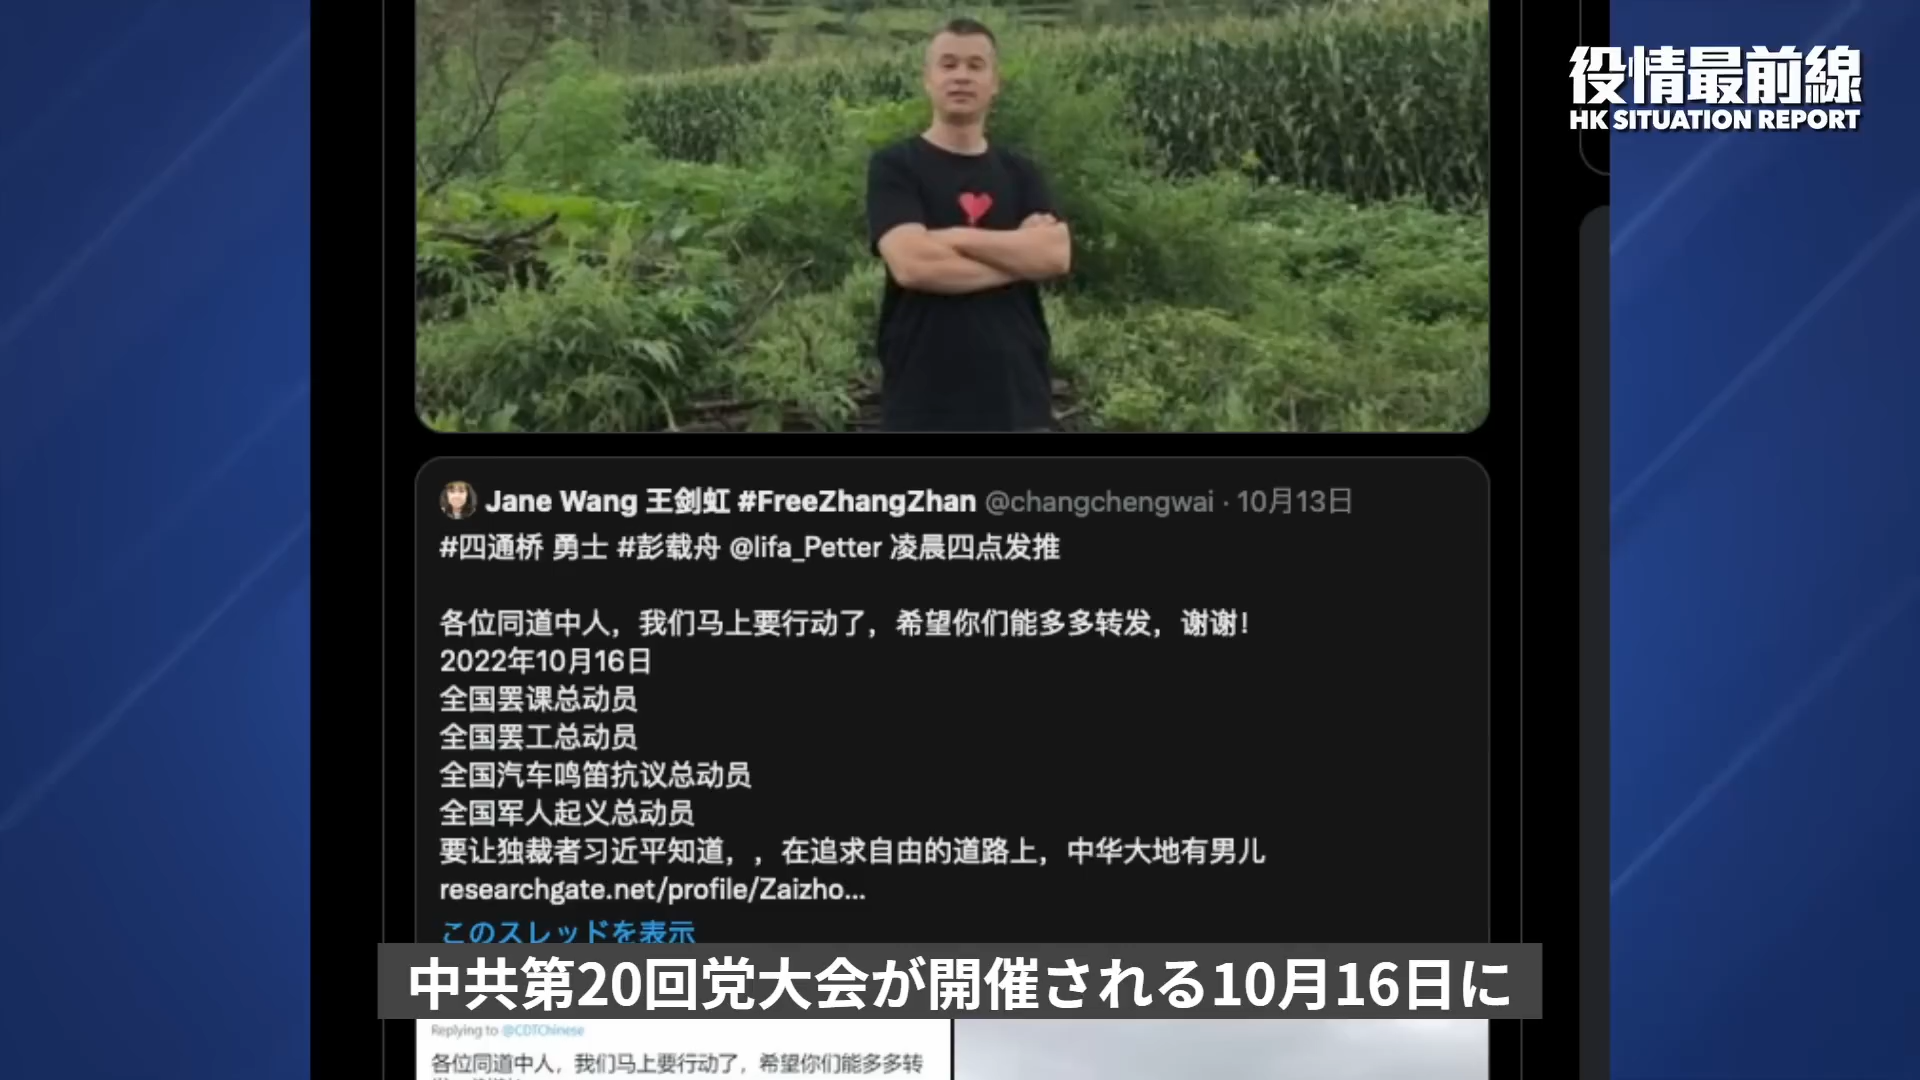 役情最前線
HK SITUATION REPORT
Jane Wang 王剑虹 #FreeZhangZhan @changchengwai · 10月13日
#四通桥 勇士 #彭载舟 @lifa_Petter 凌晨四点发推
各位同道中人，我们马上要行动了，希望你们能多多转发，谢谢！
2022年10月16日
全国罢课总动员
全国罢工总动员
全国汽车鸣笛抗议总动员
全国军人起义总动员
要让独裁者习近平知道，，在追求自由的道路上，中华大地有男儿
researchgate.net/profile/Zaizho...
このスレッドを表示
中共第20回党大会が開催される10月16日に
Replying to @CDTChinese
各位同道中人，我们马上要行动了，希望你们能多多转